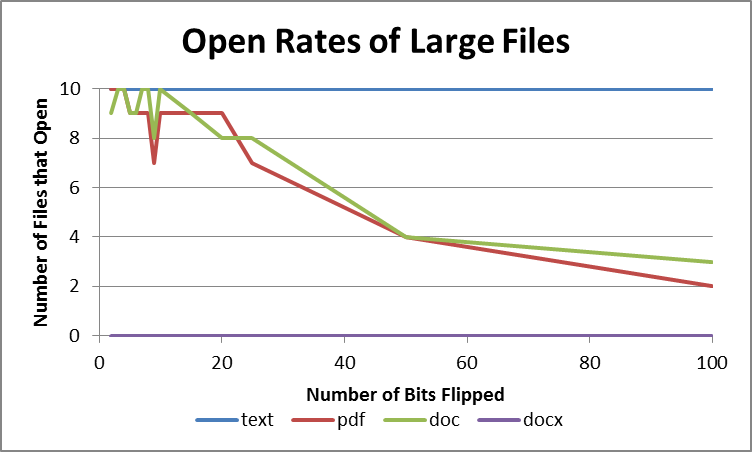 Open Rates of Large Files
Number of Files that Open
10
8
6
4
2
0
0 20 40 60 80 100
Number of Bits Flipped
text pdf doc docx